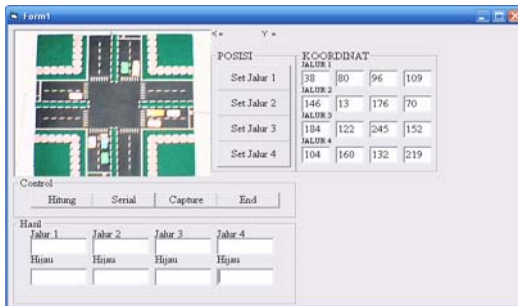 Form1
X =
Y =
POSISI
Set Jalur 1
Set Jalur 2
Set Jalur 3
Set Jalur 4
KOORDINAT
JALUR 1
38 80 96 109
JALUR 2
146 13 176 70
JALUR 3
184 122 245 152
JALUR 4
104 160 132 219
Control
Hitung Serial Capture End
Hasil
Jalur 1 Jalur 2 Jalur 3 Jalur 4
Hijau Hijau Hijau Hijau